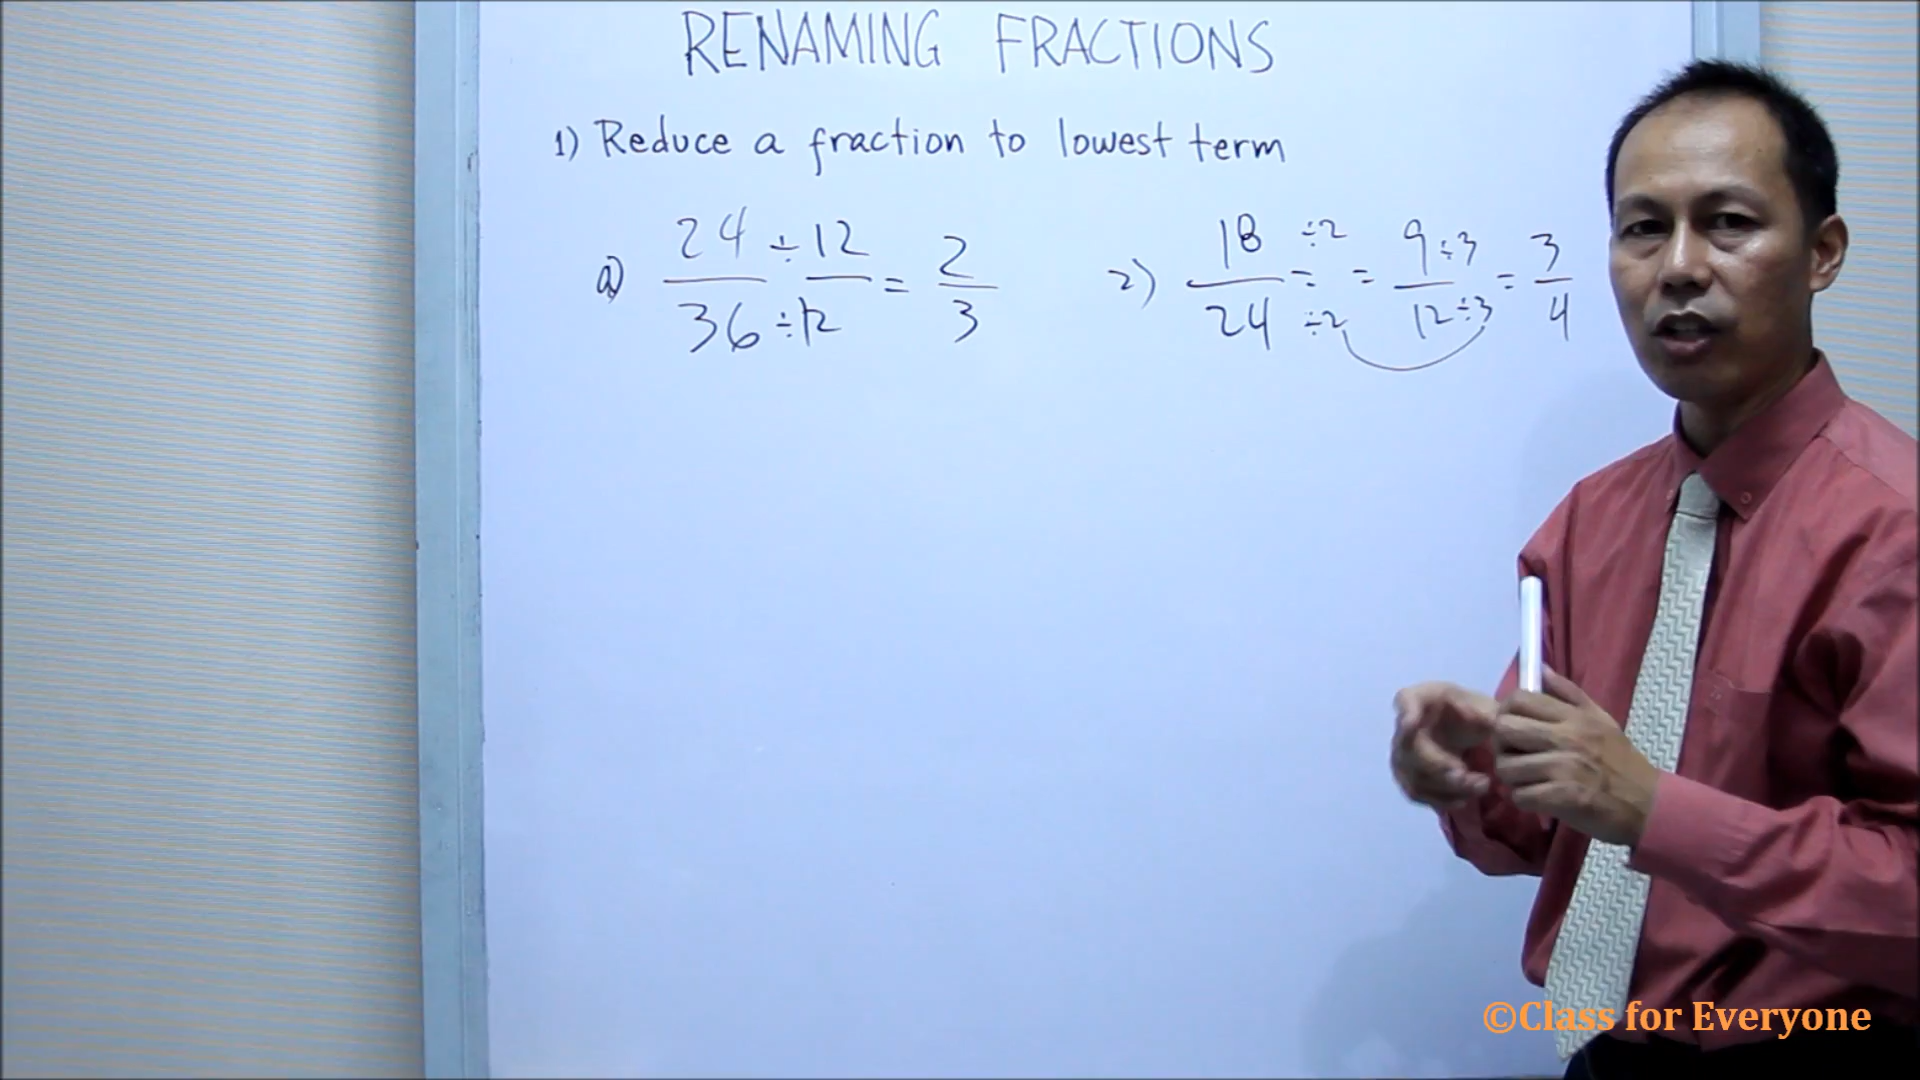 RENAMING FRACTIONS
1) Reduce a fraction to lowest term
a) 24 ÷ 12 / 36 ÷ 12 = 2 / 3
2) 18 ÷2 / 24 ÷2 = = 9 ÷3 / 12 ÷3 = 3 / 4
©Class for Everyone